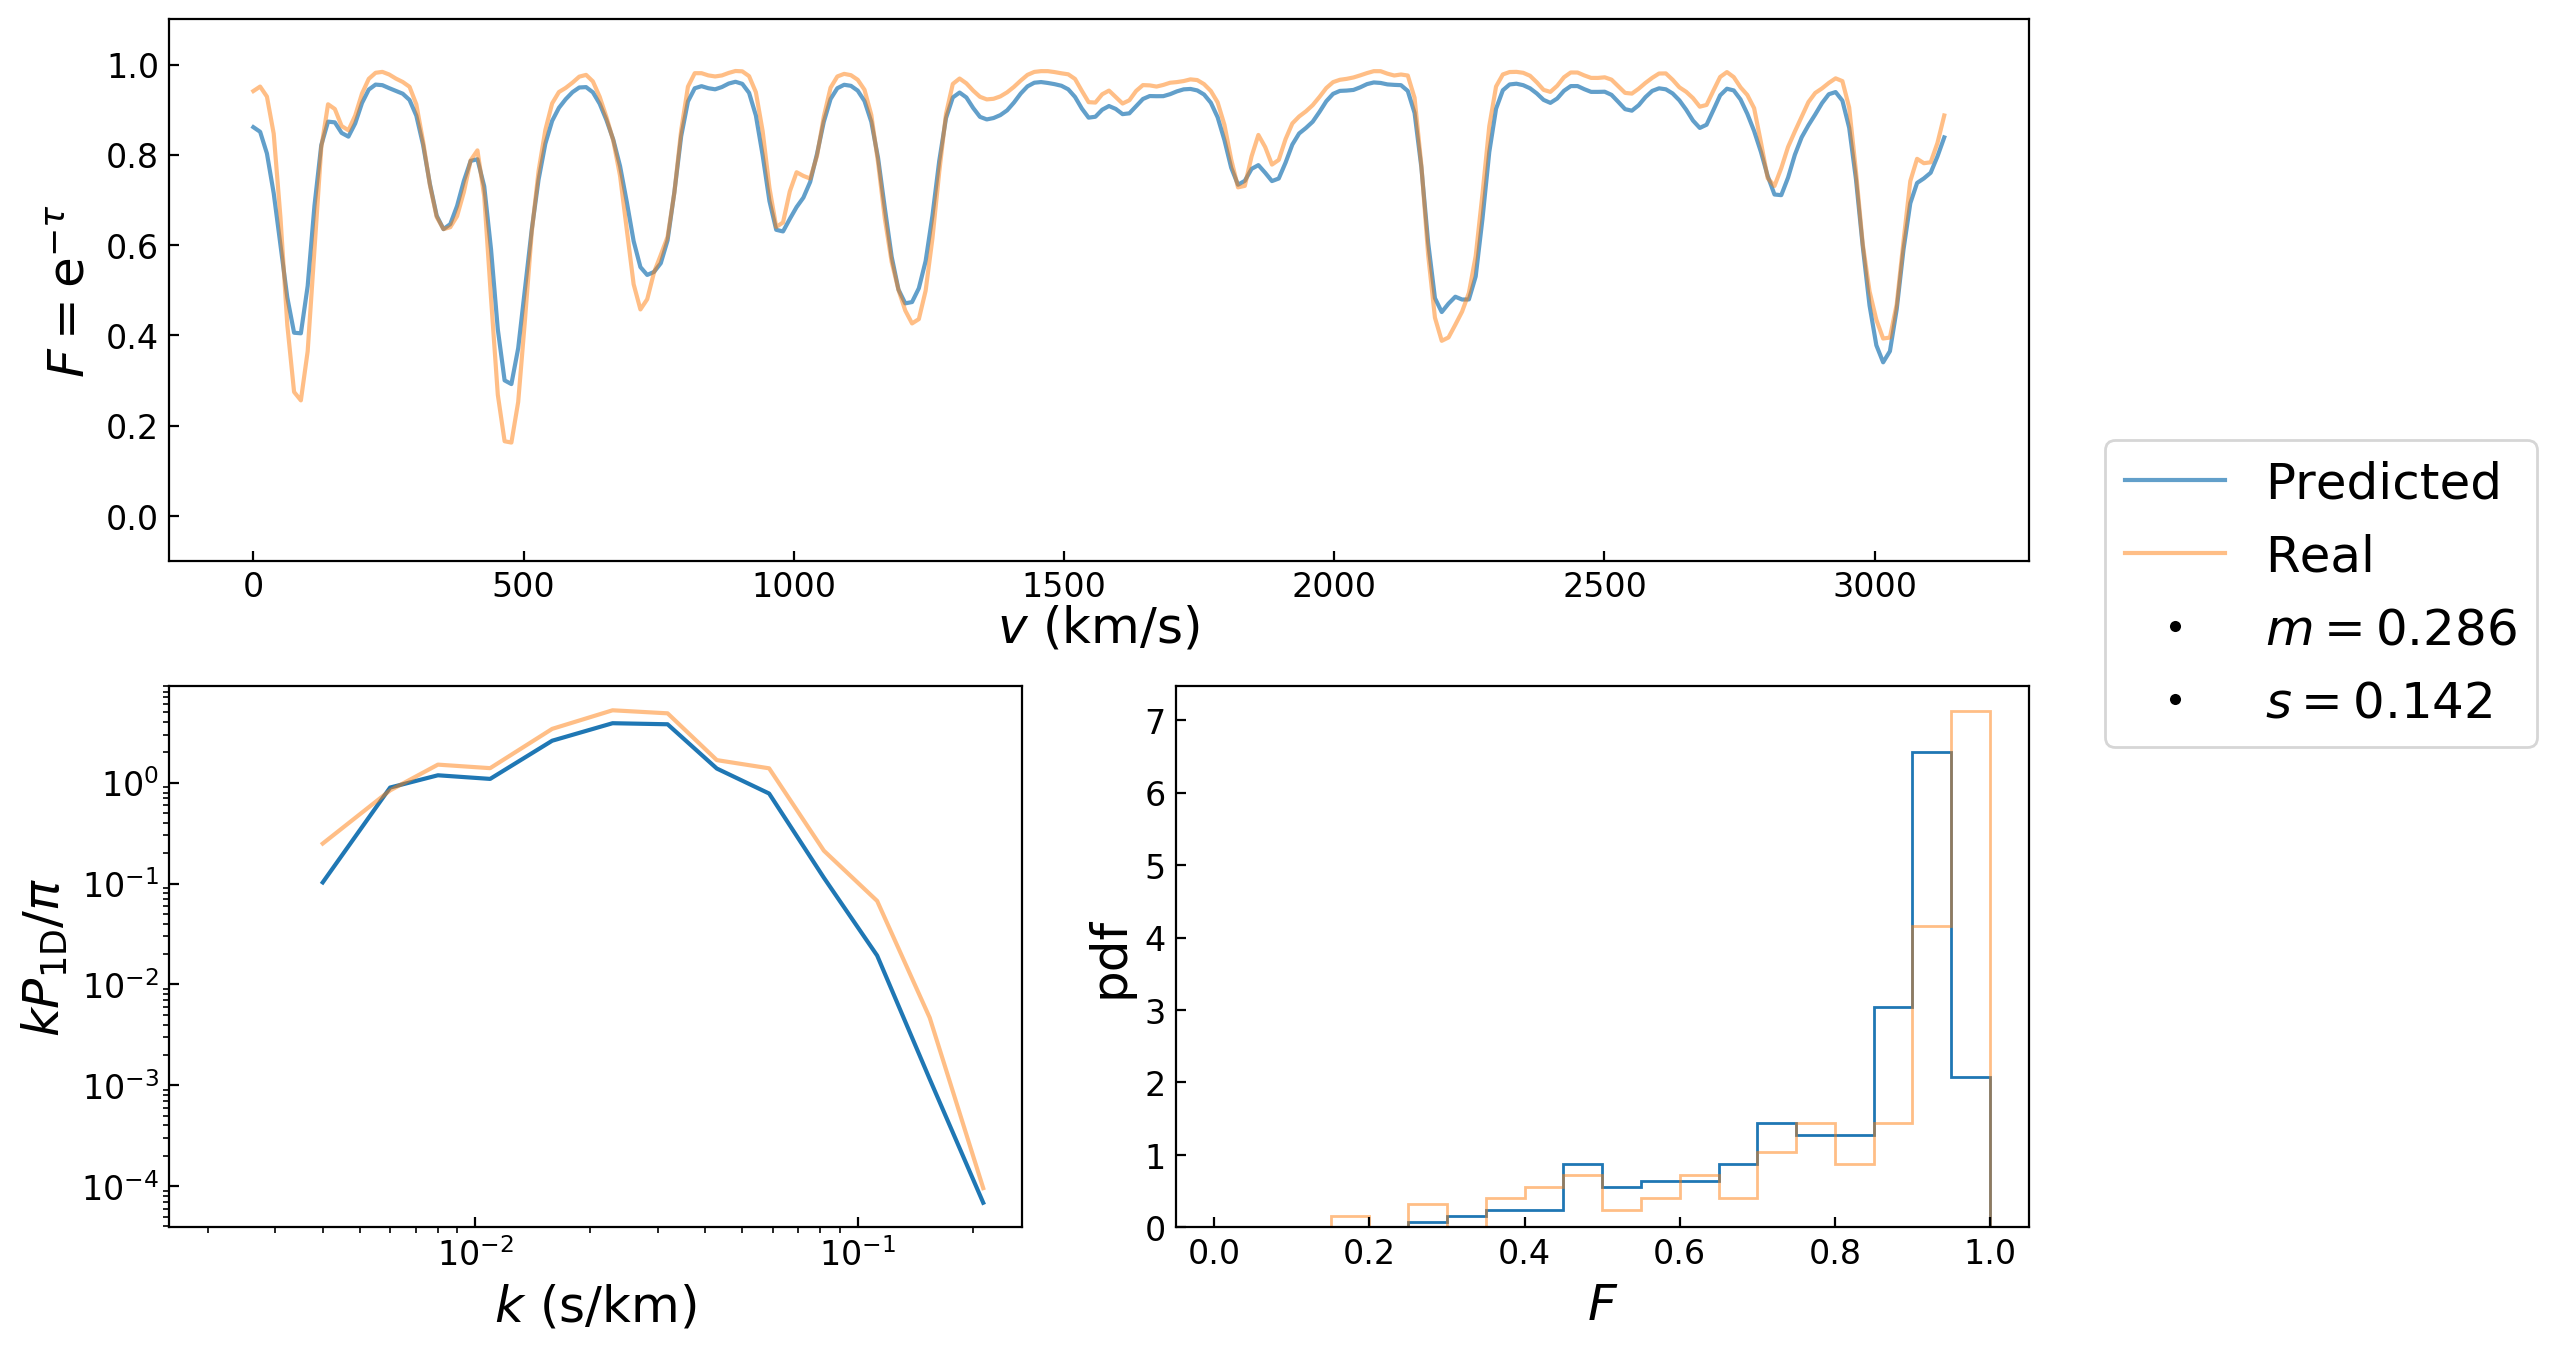 1.0
0.8
0.6
0.4
0.2
0.0
F = e^{−τ}
0 500 1000 1500 2000 2500 3000
v (km/s)
Predicted
Real
m = 0.286
s = 0.142
10^0
10^{−1}
10^{−2}
10^{−3}
10^{−4}
kP_{1D}/π
10^{−2} 10^{−1}
k (s/km)
7
6
5
4
3
2
1
0
pdf
0.0 0.2 0.4 0.6 0.8 1.0
F